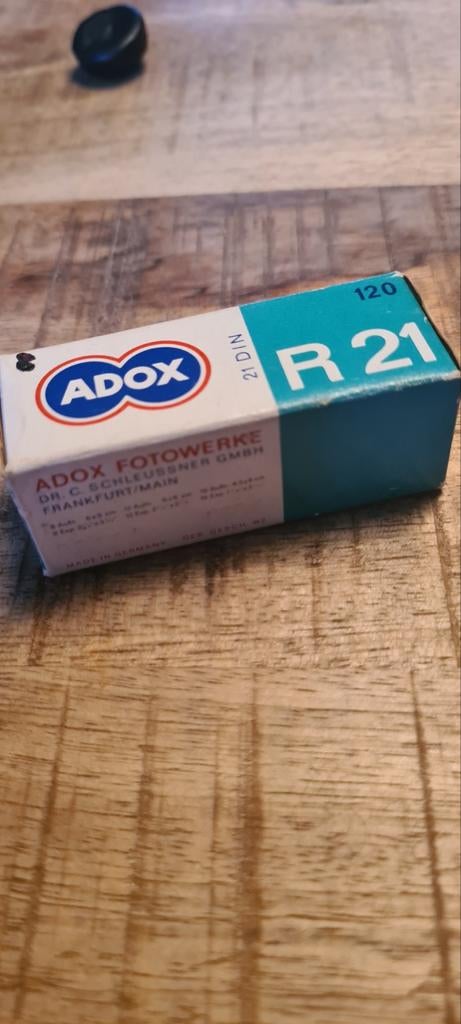 120
R 21
21 DIN
ADOX
ADOX FOTOWERKE
DR. C. SCHLEUSSNER GMBH
FRANKFURT/MAIN
MADE IN GERMANY